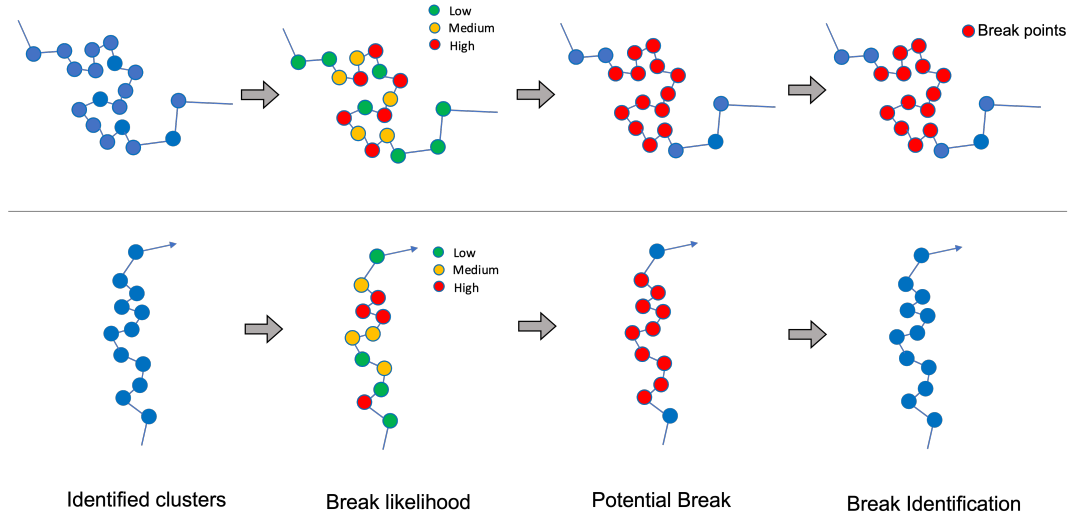 Low
Medium
High
Break points
Low
Medium
High
Identified clusters
Break likelihood
Potential Break
Break Identification